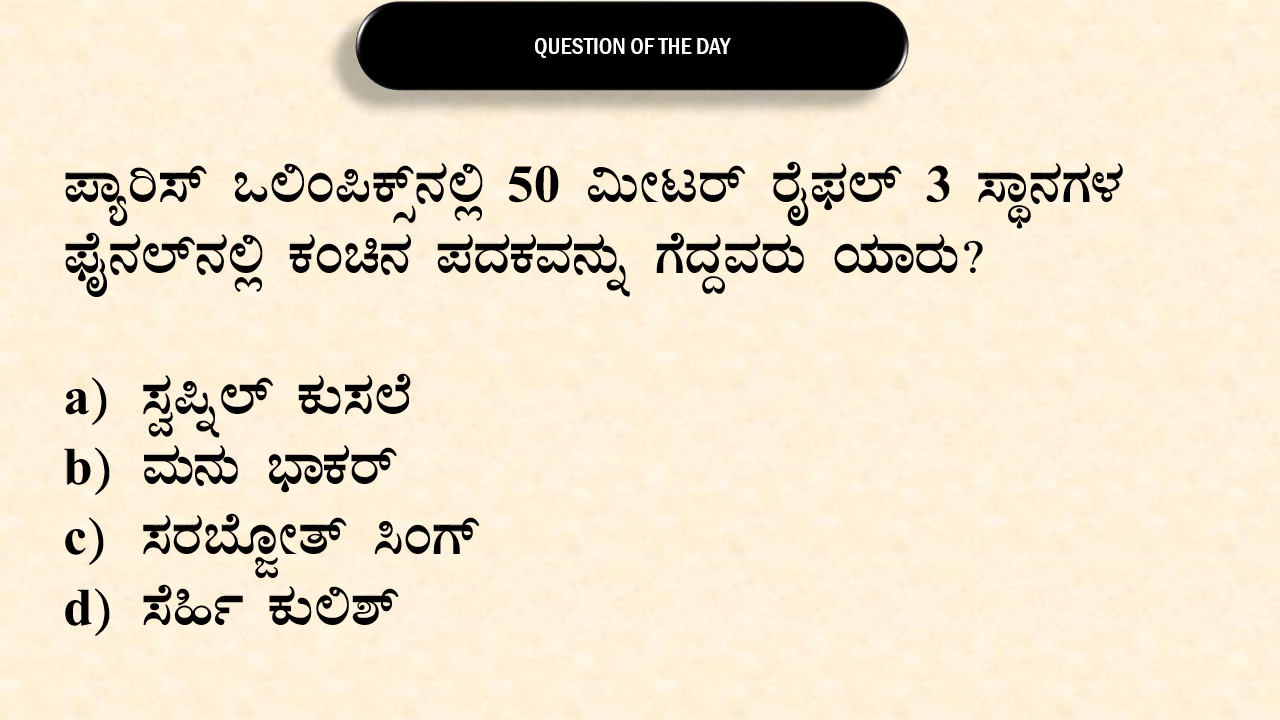 QUESTION OF THE DAY
ಪ್ಯಾರಿಸ್ ಒಲಿಂಪಿಕ್ಸ್‌ನಲ್ಲಿ 50 ಮೀಟರ್ ರೈಫಲ್ 3 ಸ್ಥಾನಗಳ
ಫೈನಲ್‌ನಲ್ಲಿ ಕಂಚಿನ ಪದಕವನ್ನು ಗೆದ್ದವರು ಯಾರು?
a) ಸ್ವಪ್ನಿಲ್ ಕುಸಲೆ
b) ಮನು ಭಾಕರ್
c) ಸರಬ್ಜೋತ್ ಸಿಂಗ್
d) ಸೆರ್ಹಿ ಕುಲಿಶ್